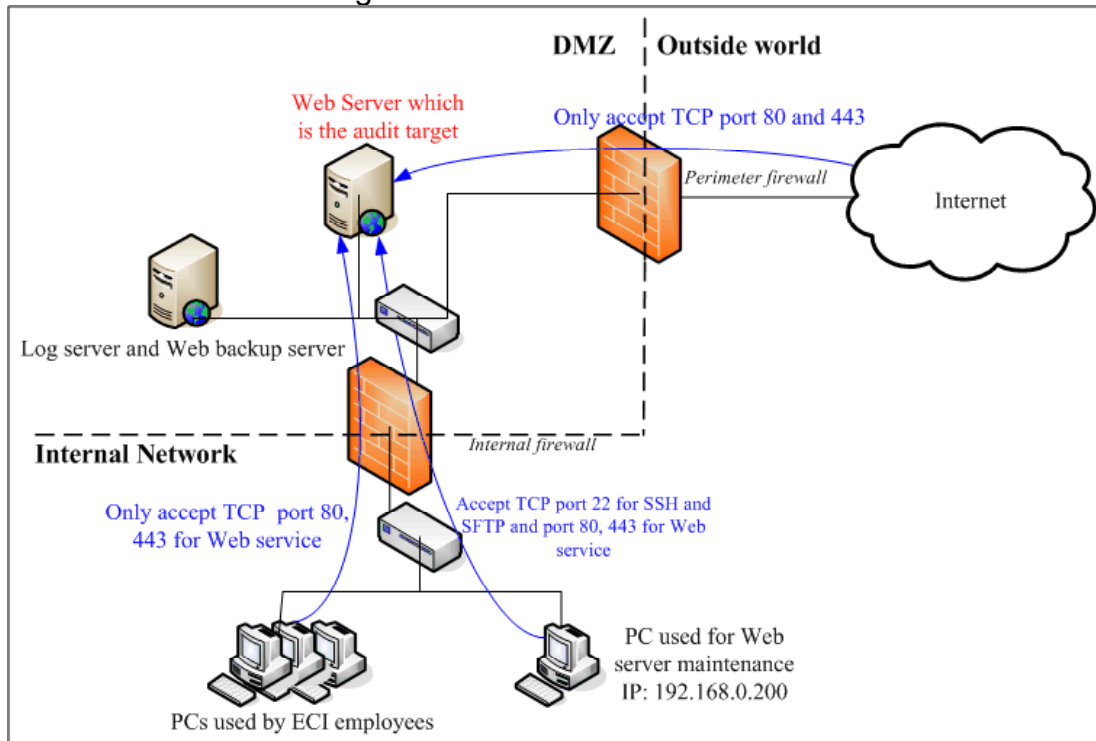 DMZ
Outside world
Web Server which
is the audit target
Only accept TCP port 80 and 443
Perimeter firewall
Internet
Log server and Web backup server
Internal Network
Internal firewall
Only accept TCP port 80,
443 for Web service
Accept TCP port 22 for SSH and
SFTP and port 80, 443 for Web
service
PCs used by ECI employees
PC used for Web
server maintenance
IP: 192.168.0.200